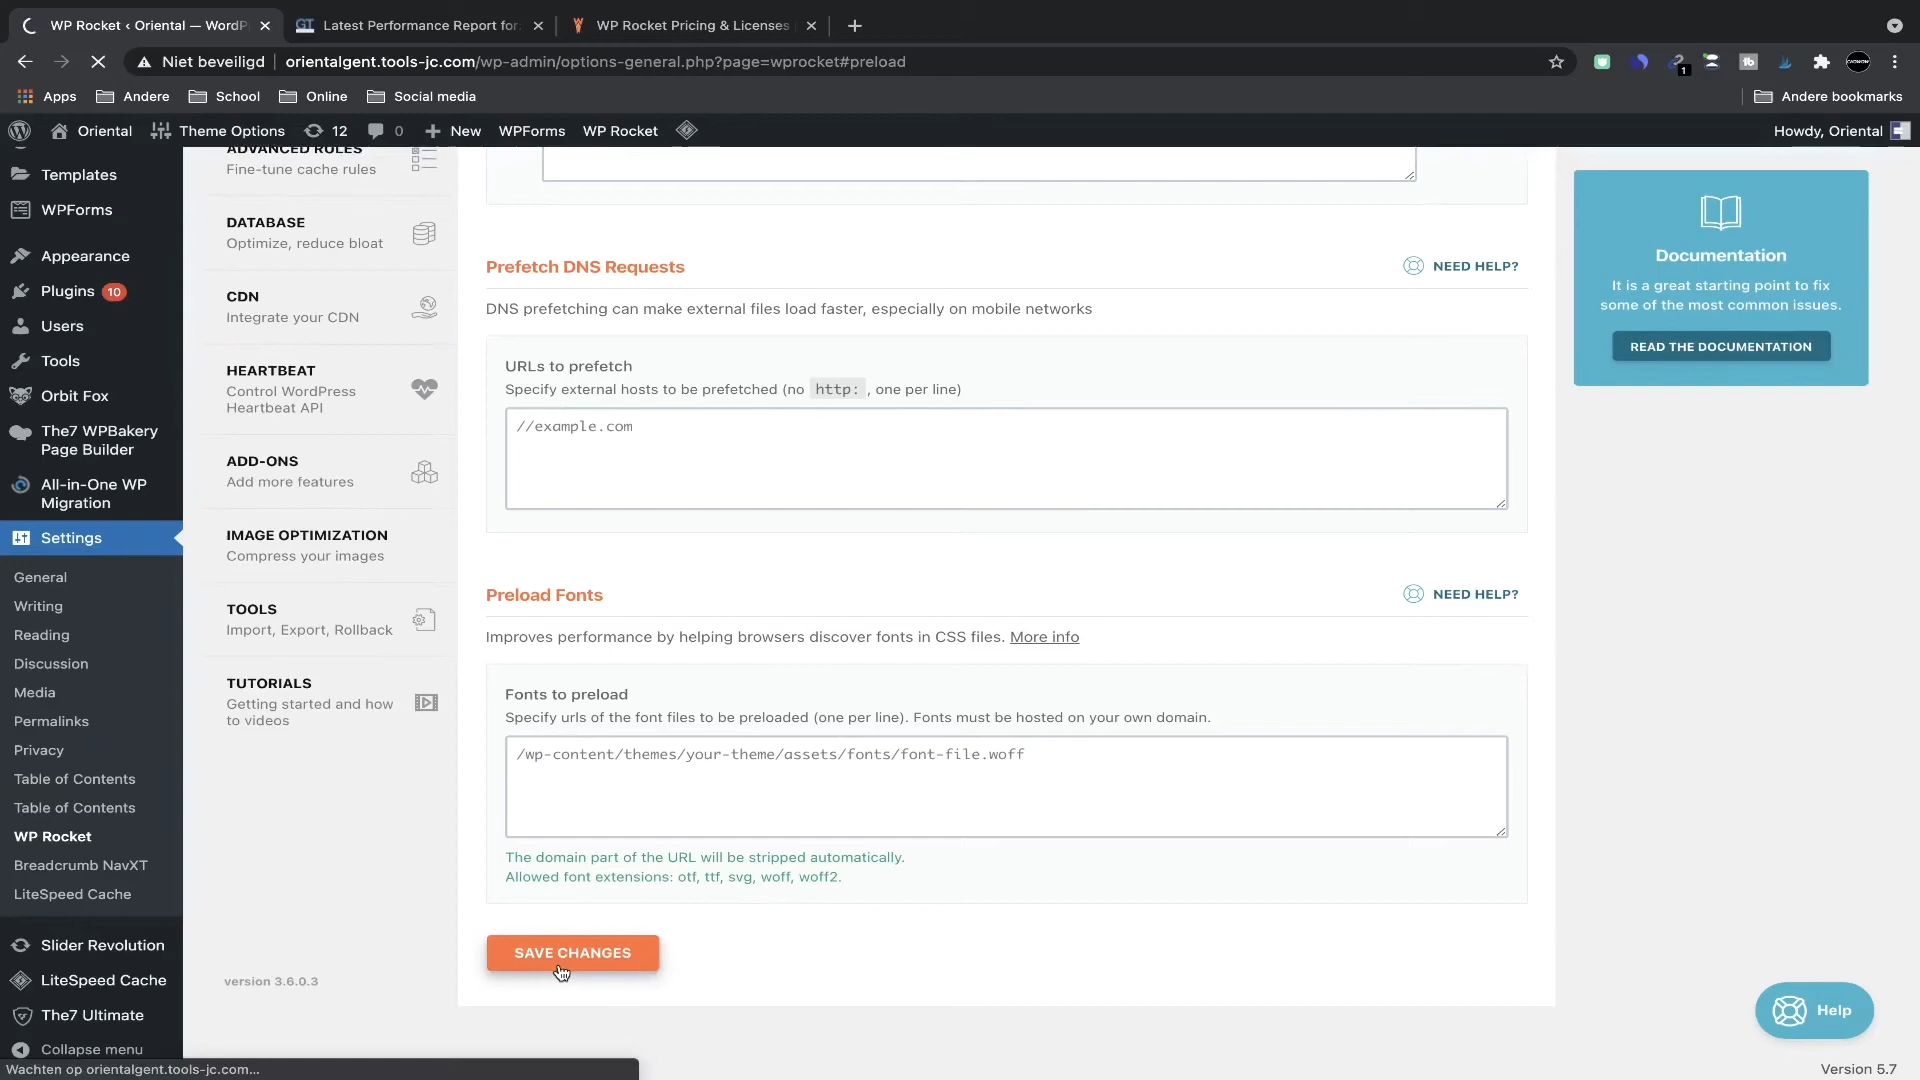 WP Rocket ‹ Oriental — WordP
Latest Performance Report for:
WP Rocket Pricing & Licenses
Niet beveiligd
orientalgent.tools-jc.com/wp-admin/options-general.php?page=wprocket#preload
1
Apps
Andere
School
Online
Social media
Andere bookmarks
Oriental
Theme Options
12
0
New
WPForms
WP Rocket
Howdy, Oriental
Templates
WPForms
Appearance
Plugins 10
Users
Tools
Orbit Fox
The7 WPBakery
Page Builder
All-in-One WP
Migration
Settings
General
Writing
Reading
Discussion
Media
Permalinks
Privacy
Table of Contents
Table of Contents
WP Rocket
Breadcrumb NavXT
LiteSpeed Cache
Slider Revolution
LiteSpeed Cache
The7 Ultimate
Collapse menu
Wachten op orientalgent.tools-jc.com...
ADVANCED RULES
Fine-tune cache rules
DATABASE
Optimize, reduce bloat
CDN
Integrate your CDN
HEARTBEAT
Control WordPress
Heartbeat API
ADD-ONS
Add more features
IMAGE OPTIMIZATION
Compress your images
TOOLS
Import, Export, Rollback
TUTORIALS
Getting started and how
to videos
version 3.6.0.3
Prefetch DNS Requests
NEED HELP?
DNS prefetching can make external files load faster, especially on mobile networks
URLs to prefetch
Specify external hosts to be prefetched (no http: , one per line)
//example.com
Preload Fonts
NEED HELP?
Improves performance by helping browsers discover fonts in CSS files. More info
Fonts to preload
Specify urls of the font files to be preloaded (one per line). Fonts must be hosted on your own domain.
/wp-content/themes/your-theme/assets/fonts/font-file.woff
The domain part of the URL will be stripped automatically.
Allowed font extensions: otf, ttf, svg, woff, woff2.
SAVE CHANGES
Documentation
It is a great starting point to fix
some of the most common issues.
READ THE DOCUMENTATION
Help
Version 5.7